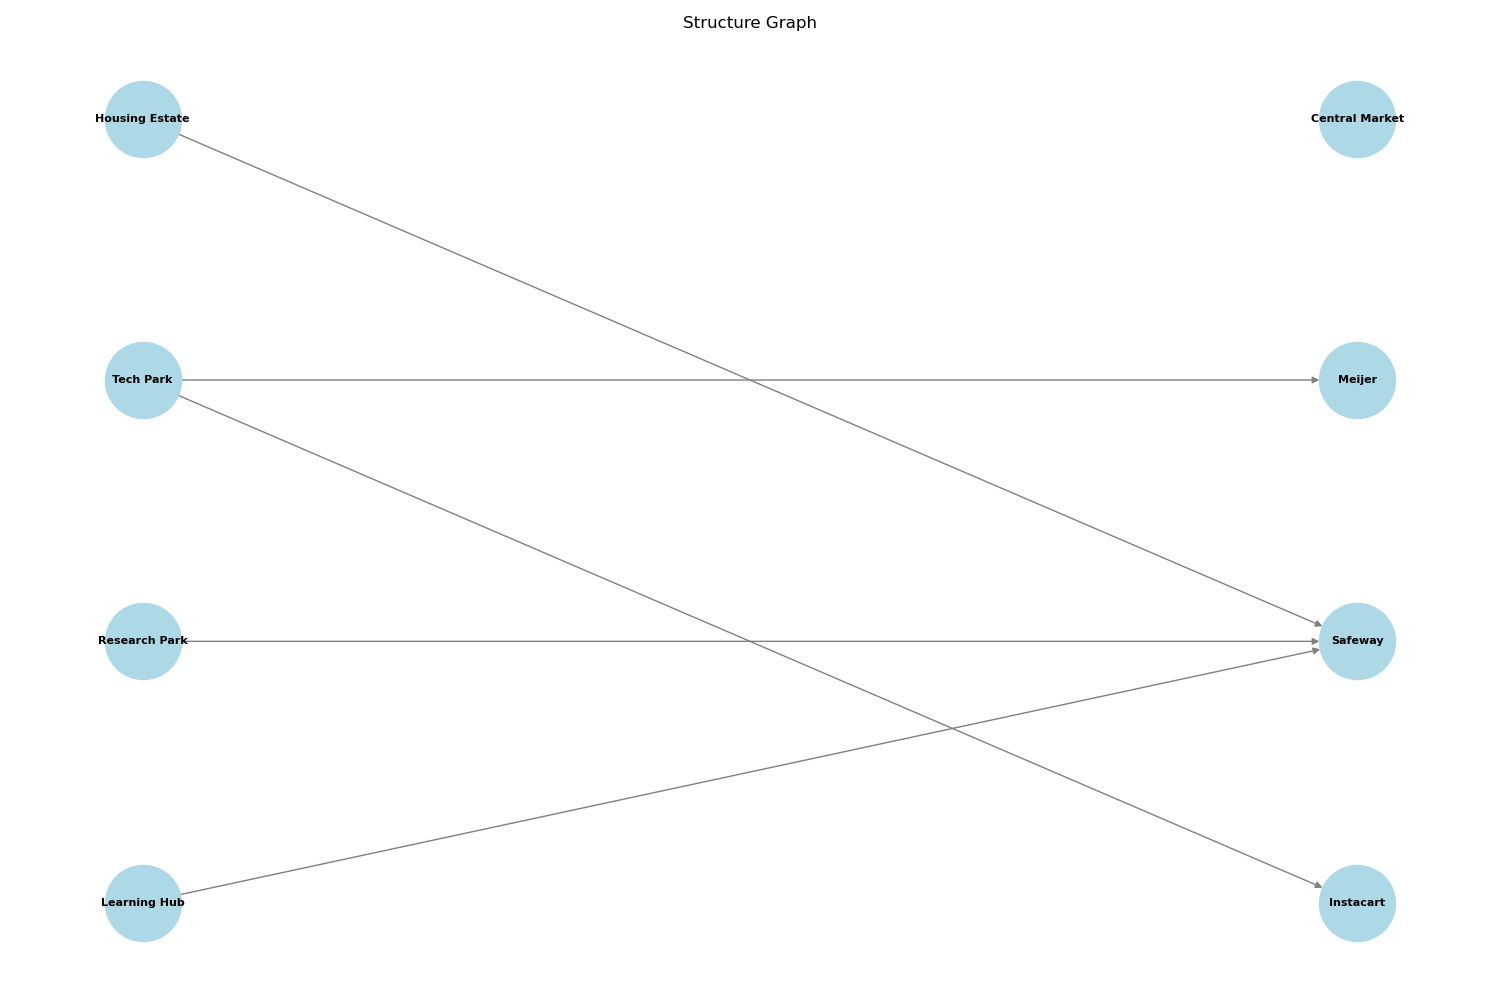 Structure Graph
Housing Estate
Central Market
Tech Park
Meijer
Research Park
Safeway
Learning Hub
Instacart